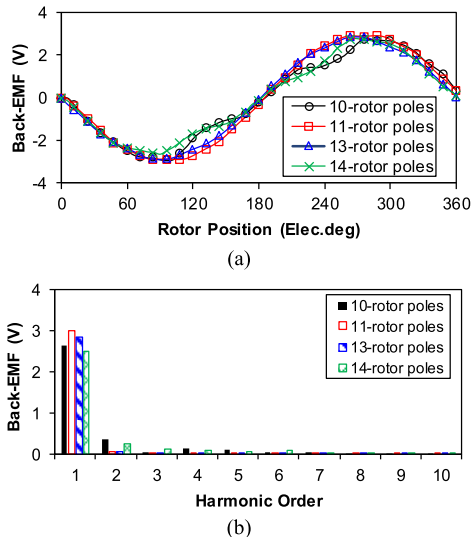 4
2
0
-2
-4
Back-EMF (V)
10-rotor poles
11-rotor poles
13-rotor poles
14-rotor poles
0 60 120 180 240 300 360
Rotor Position (Elec.deg)
(a)
4
3
2
1
0
Back-EMF (V)
10-rotor poles
11-rotor poles
13-rotor poles
14-rotor poles
1 2 3 4 5 6 7 8 9 10
Harmonic Order
(b)